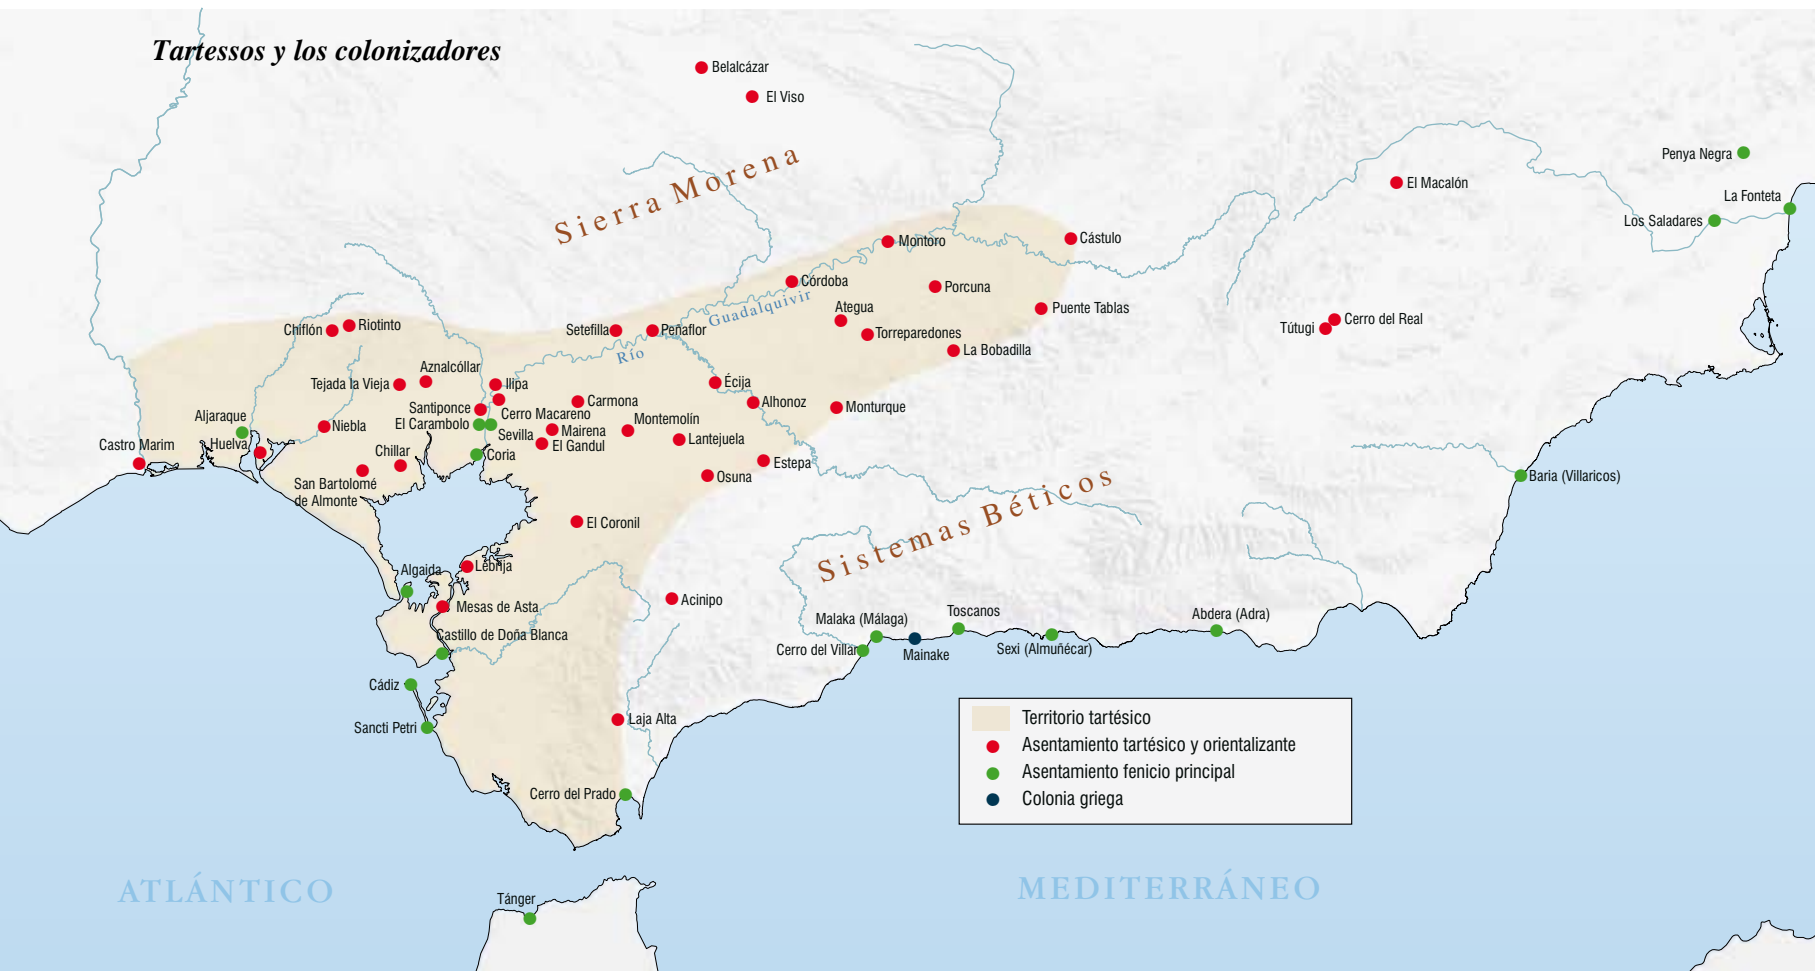 Tartessos y los colonizadores
Belalcázar
El Viso
Sierra Morena
Penya Negra
El Macalón
La Fonteta
Los Saladares
Montoro
Cástulo
Córdoba
Porcuna
Guadalquivir
Ategua
Puente Tablas
Cerro del Real
Tútugi
Chiflón
Riotinto
Setefilla
Peñaflor
Torreparedones
Río
La Bobadilla
Aznalcóllar
Tejada la Vieja
Ilipa
Écija
Carmona
Alhonoz
Monturque
Santiponce
Cerro Macareno
Aljaraque
El Carambolo
Montemolín
Niebla
Sevilla
Mairena
Lantejuela
Castro Marim
Huelva
El Gandul
Chillar
Coria
Estepa
San Bartolomé
de Almonte
Osuna
Baria (Villaricos)
Sistemas Béticos
El Coronil
Algaida
Lebrija
Mesas de Asta
Acinipo
Castillo de Doña Blanca
Malaka (Málaga)
Toscanos
Abdera (Adra)
Cerro del Villar
Mainake
Sexi (Almuñécar)
Cádiz
Sancti Petri
Laja Alta
Cerro del Prado
Territorio tartésico
Asentamiento tartésico y orientalizante
Asentamiento fenicio principal
Colonia griega
ATLÁNTICO
MEDITERRÁNEO
Tánger